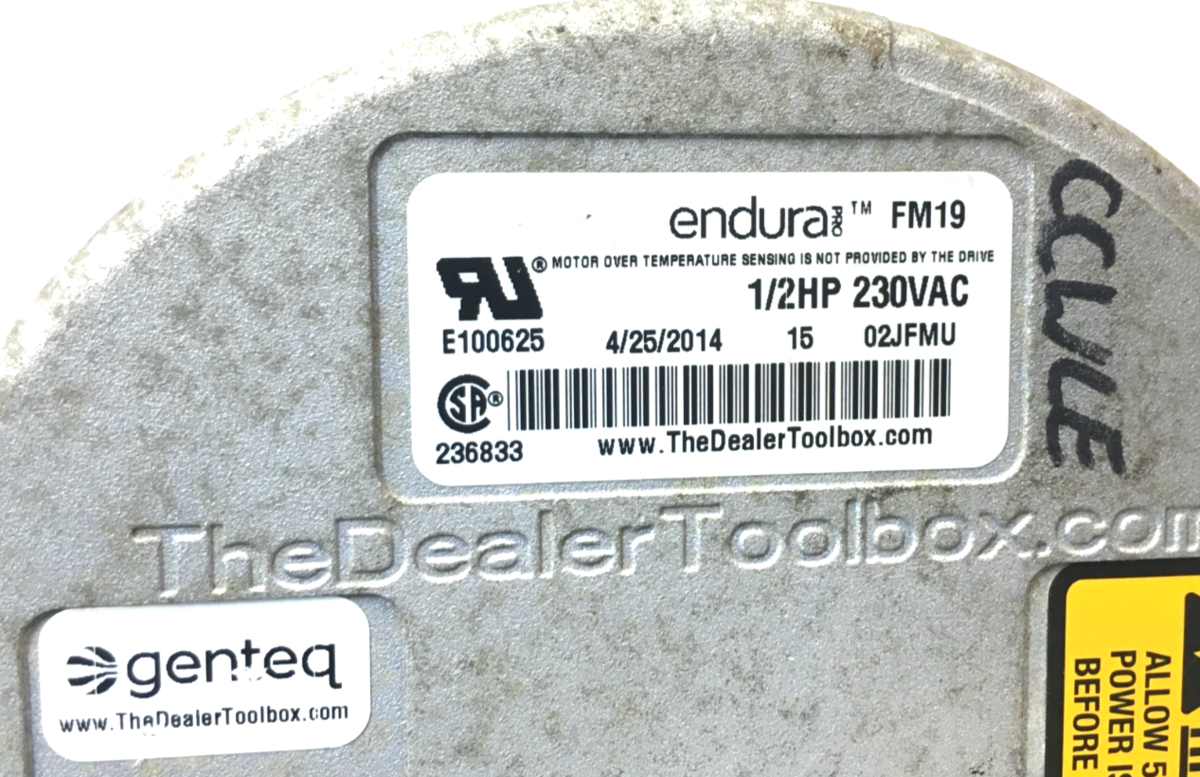 endura PRO ™ FM19
® MOTOR OVER TEMPERATURE SENSING IS NOT PROVIDED BY THE DRIVE
1/2HP 230VAC
E100625 4/25/2014 15 02JFMU
SA®
236833
www.TheDealerToolbox.com
CCWLE
TheDealerToolbox.com
genteq
www.TheDealerToolbox.com
ALLOW 5
POWER IS
BEFORE